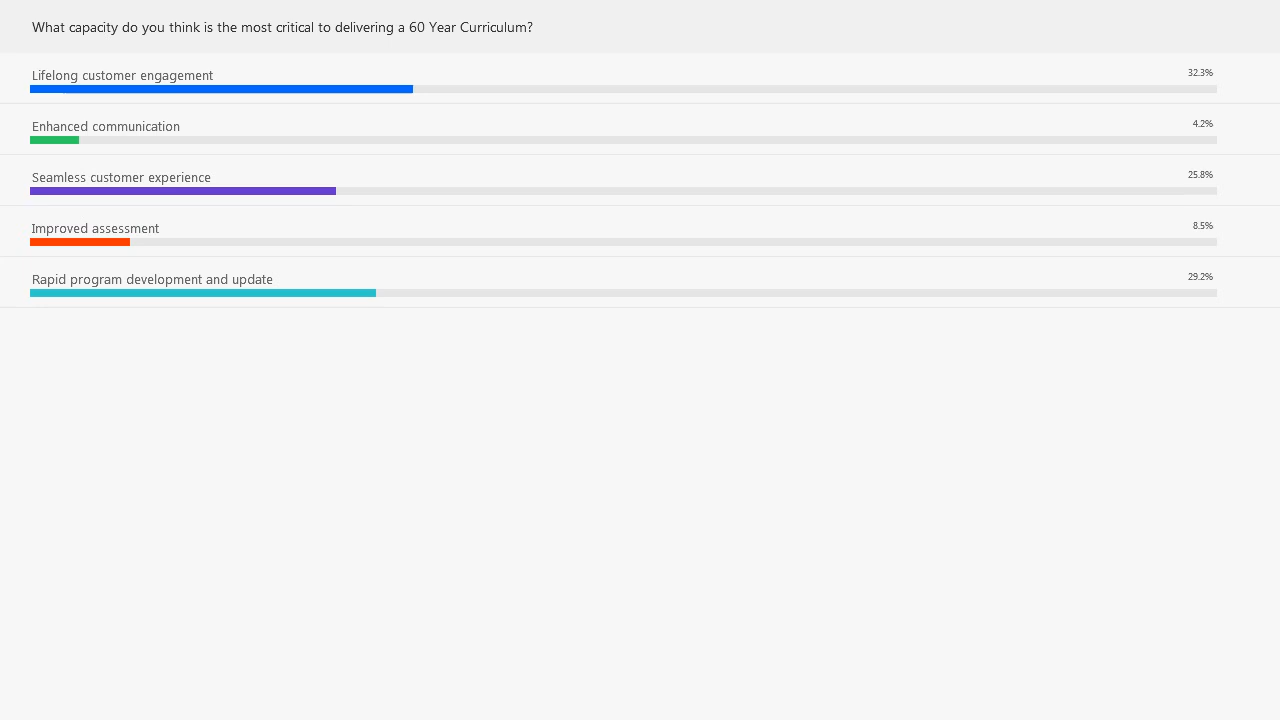 What capacity do you think is the most critical to delivering a 60 Year Curriculum?
Lifelong customer engagement 32.3%
Enhanced communication 4.2%
Seamless customer experience 25.8%
Improved assessment 8.5%
Rapid program development and update 29.2%